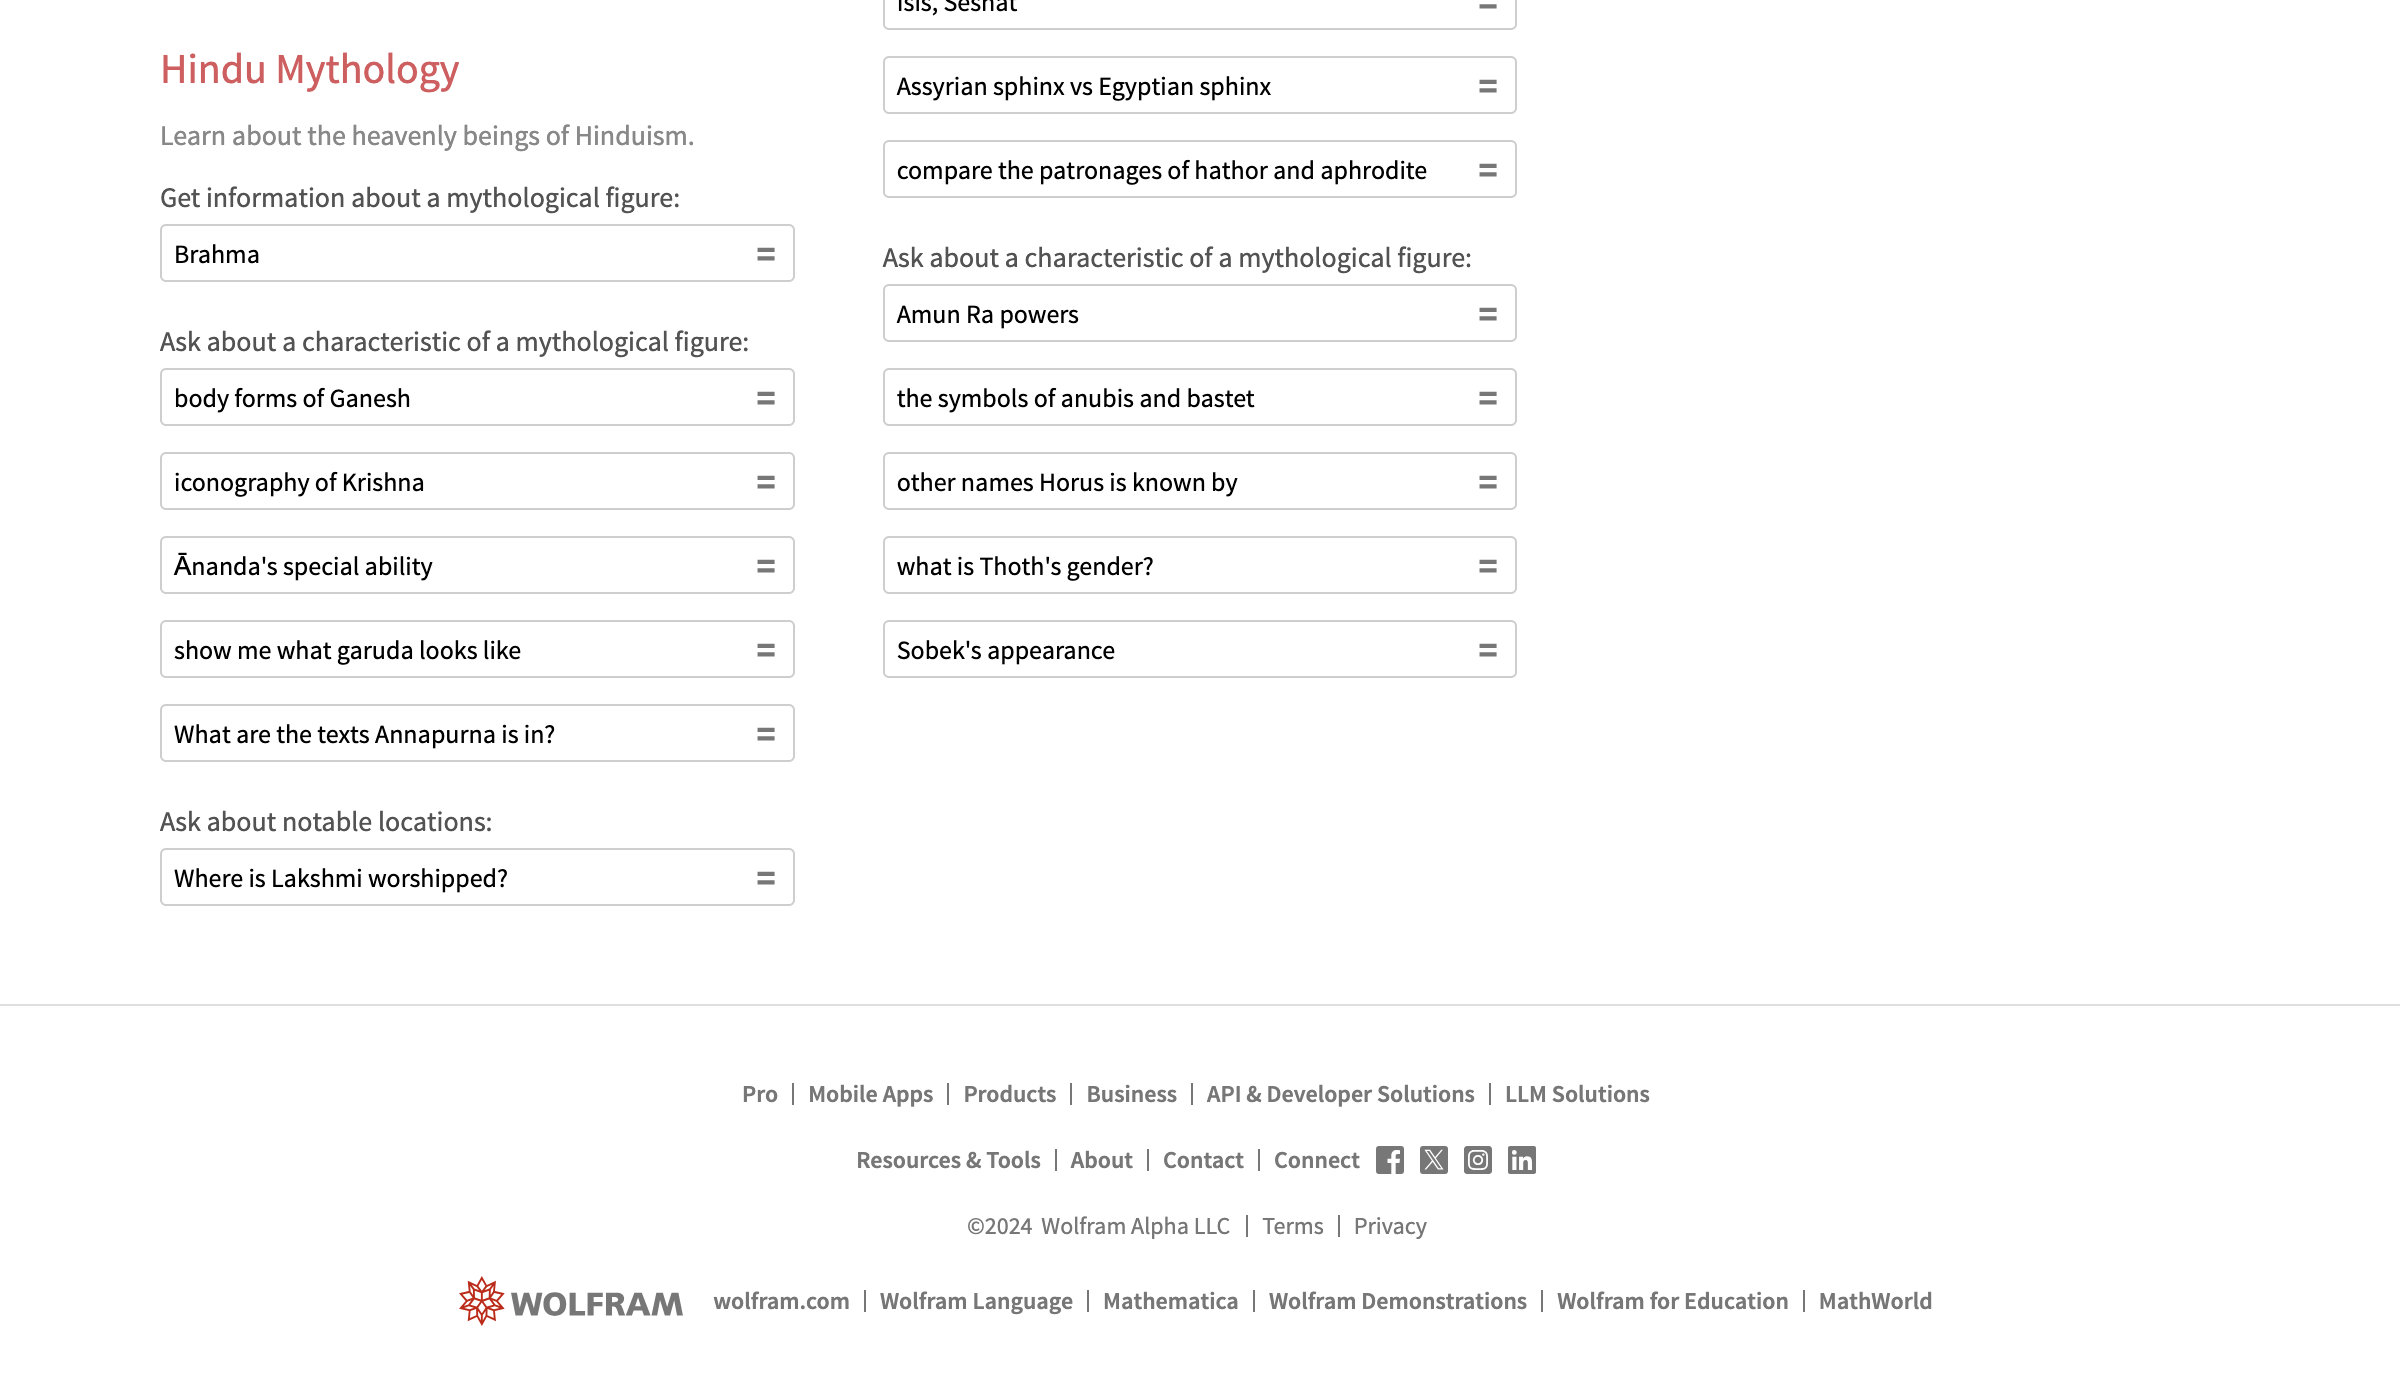 Hindu Mythology
Learn about the heavenly beings of Hinduism.
Get information about a mythological figure:
Brahma
Ask about a characteristic of a mythological figure:
body forms of Ganesh
iconography of Krishna
Ānanda's special ability
show me what garuda looks like
What are the texts Annapurna is in?
Ask about notable locations:
Where is Lakshmi worshipped?
Isis, Seshat
Assyrian sphinx vs Egyptian sphinx
compare the patronages of hathor and aphrodite
Ask about a characteristic of a mythological figure:
Amun Ra powers
the symbols of anubis and bastet
other names Horus is known by
what is Thoth's gender?
Sobek's appearance
Pro | Mobile Apps | Products | Business | API & Developer Solutions | LLM Solutions
Resources & Tools | About | Contact | Connect
©2024 Wolfram Alpha LLC | Terms | Privacy
WOLFRAM wolfram.com | Wolfram Language | Mathematica | Wolfram Demonstrations | Wolfram for Education | MathWorld